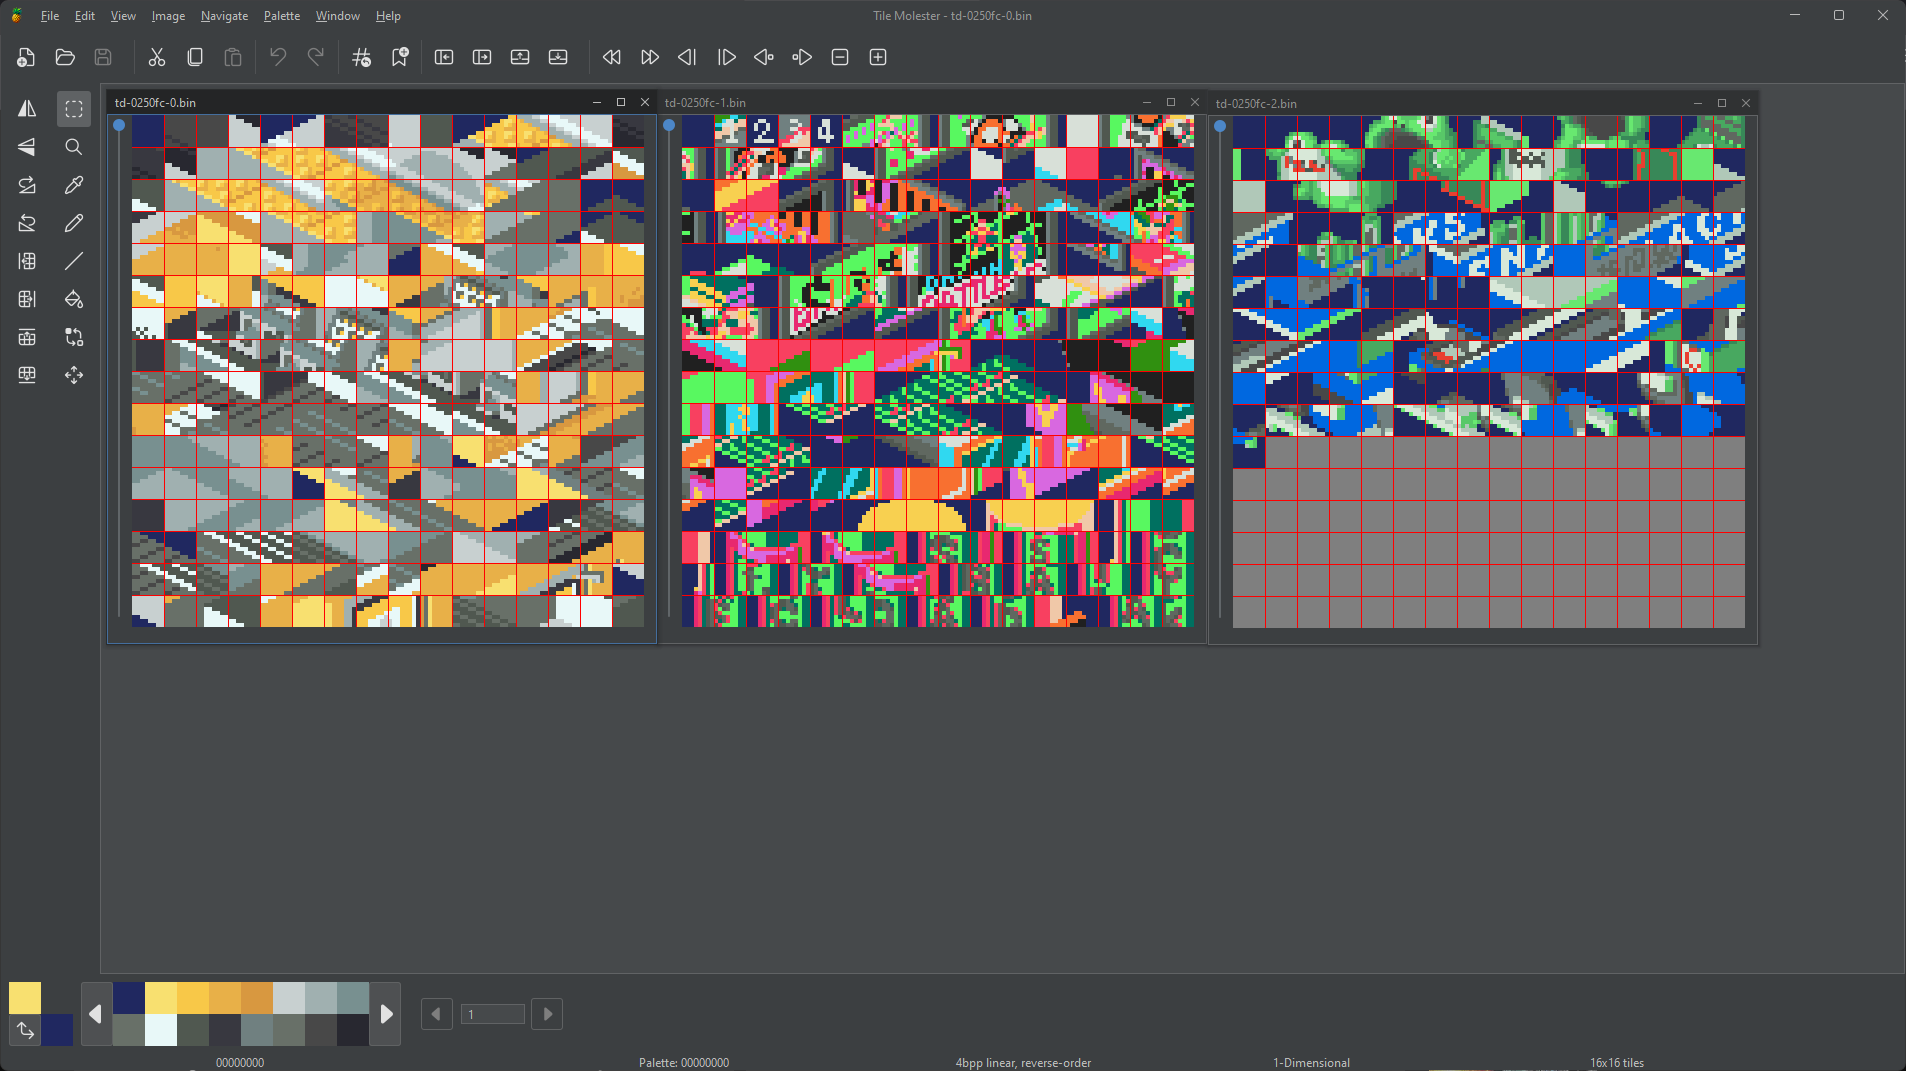 File Edit View Image Navigate Palette Window Help
Tile Molester - td-0250fc-0.bin
td-0250fc-0.bin
td-0250fc-1.bin
td-0250fc-2.bin
1 2 3 4
1
00000000
Palette: 00000000
4bpp linear, reverse-order
1-Dimensional
16x16 tiles